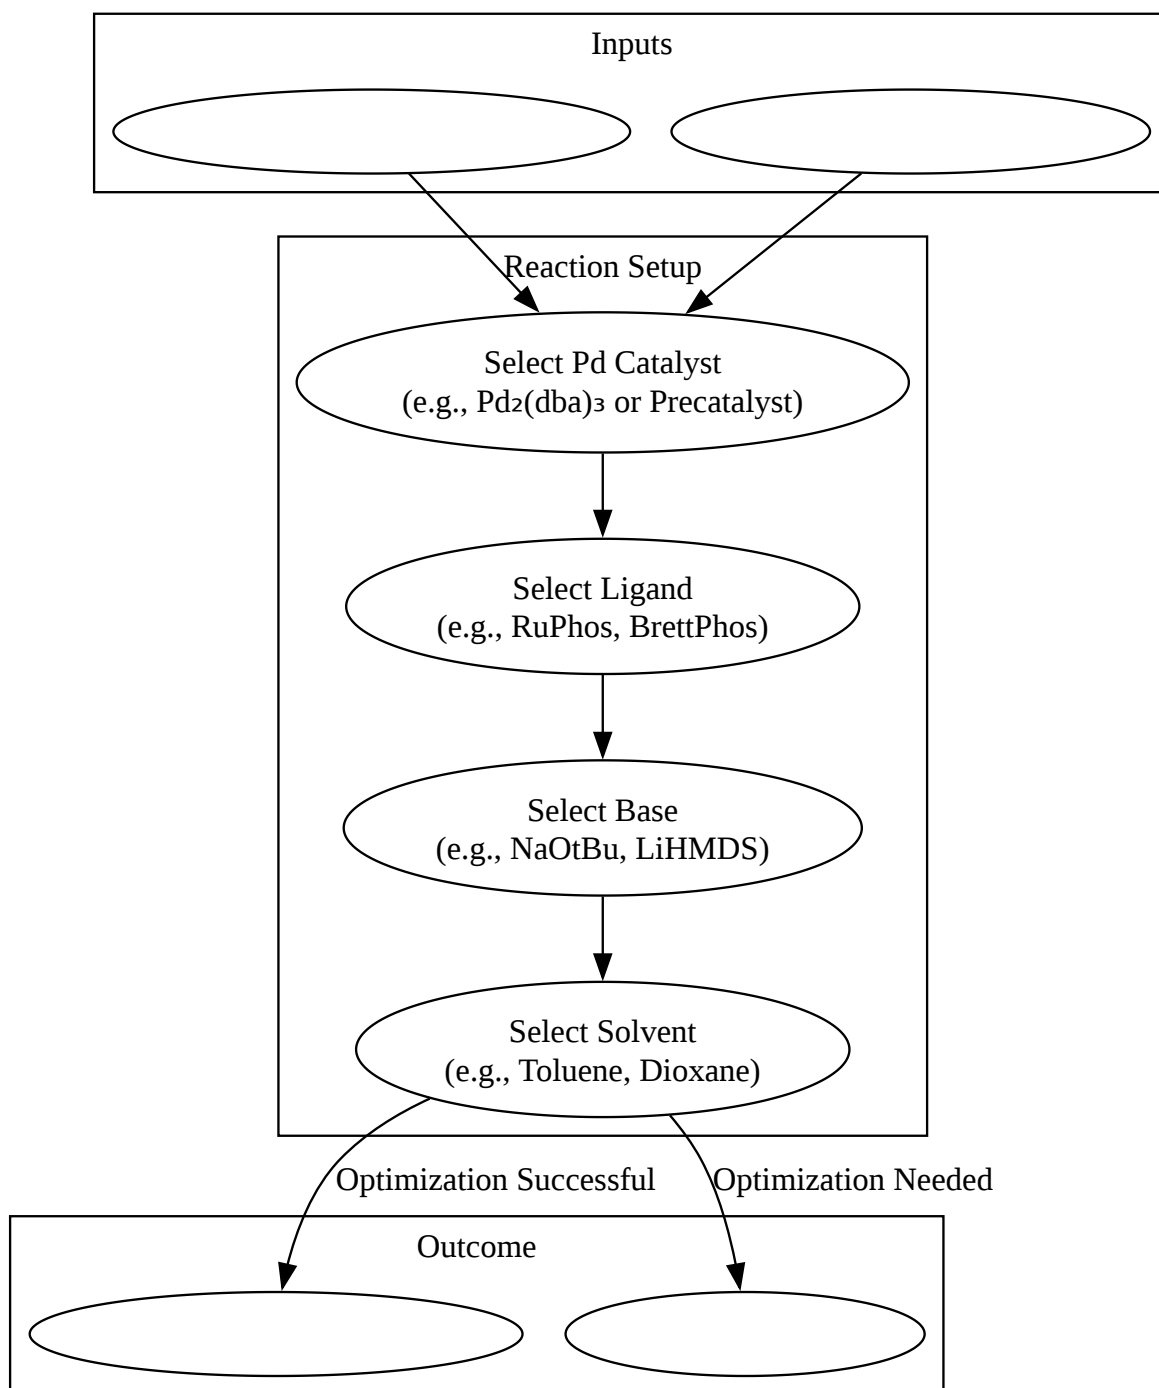 Inputs
Reaction Setup
Select Pd Catalyst
(e.g., Pd₂(dba)₃ or Precatalyst)
Select Ligand
(e.g., RuPhos, BrettPhos)
Select Base
(e.g., NaOtBu, LiHMDS)
Select Solvent
(e.g., Toluene, Dioxane)
Optimization Successful
Optimization Needed
Outcome